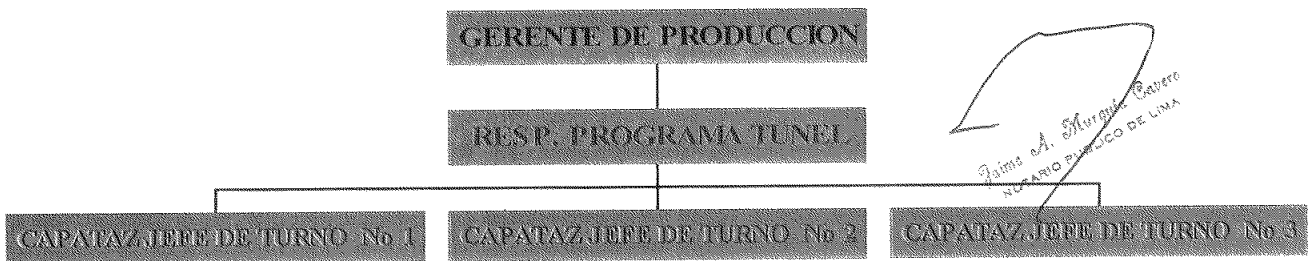 GERENTE DE PRODUCCION
RESP. PROGRAMA TUNEL
Jaime A. Murguía Cavero
NOTARIO PUBLICO DE LIMA
CAPATAZ JEFE DE TURNO No 1
CAPATAZ JEFE DE TURNO No 2
CAPATAZ JEFE DE TURNO No 3